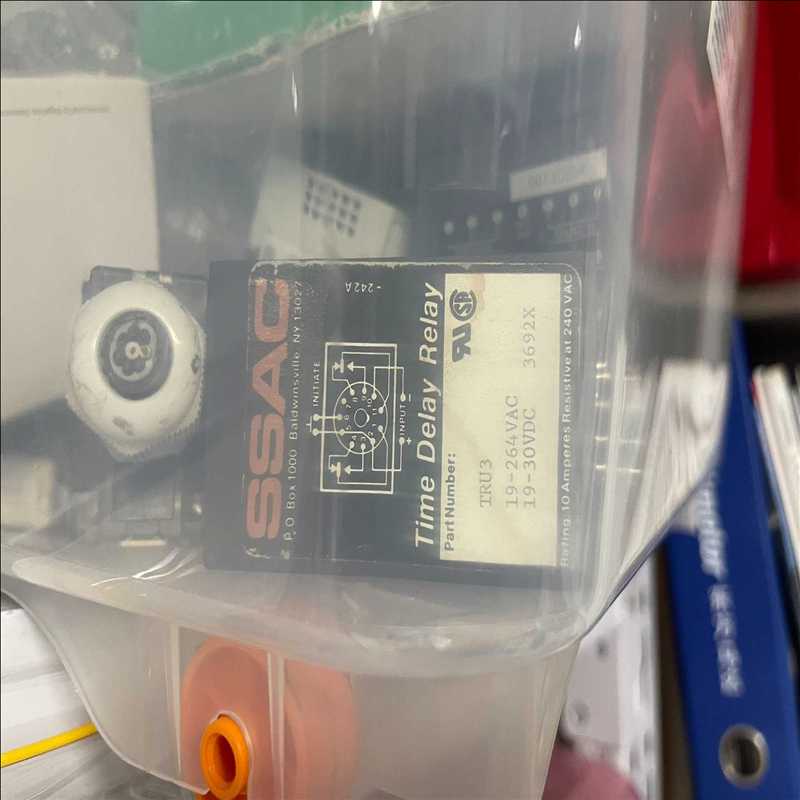 SSAC
P.O. Box 1000 Baldwinsville, NY 13027
-242A
INITIATE
INPUT
+ -
Time Delay Relay
Part Number:
TRU3
19-264VAC
19-30VDC 3692X
Rating: 10 Amperes Resistive at 240 VAC